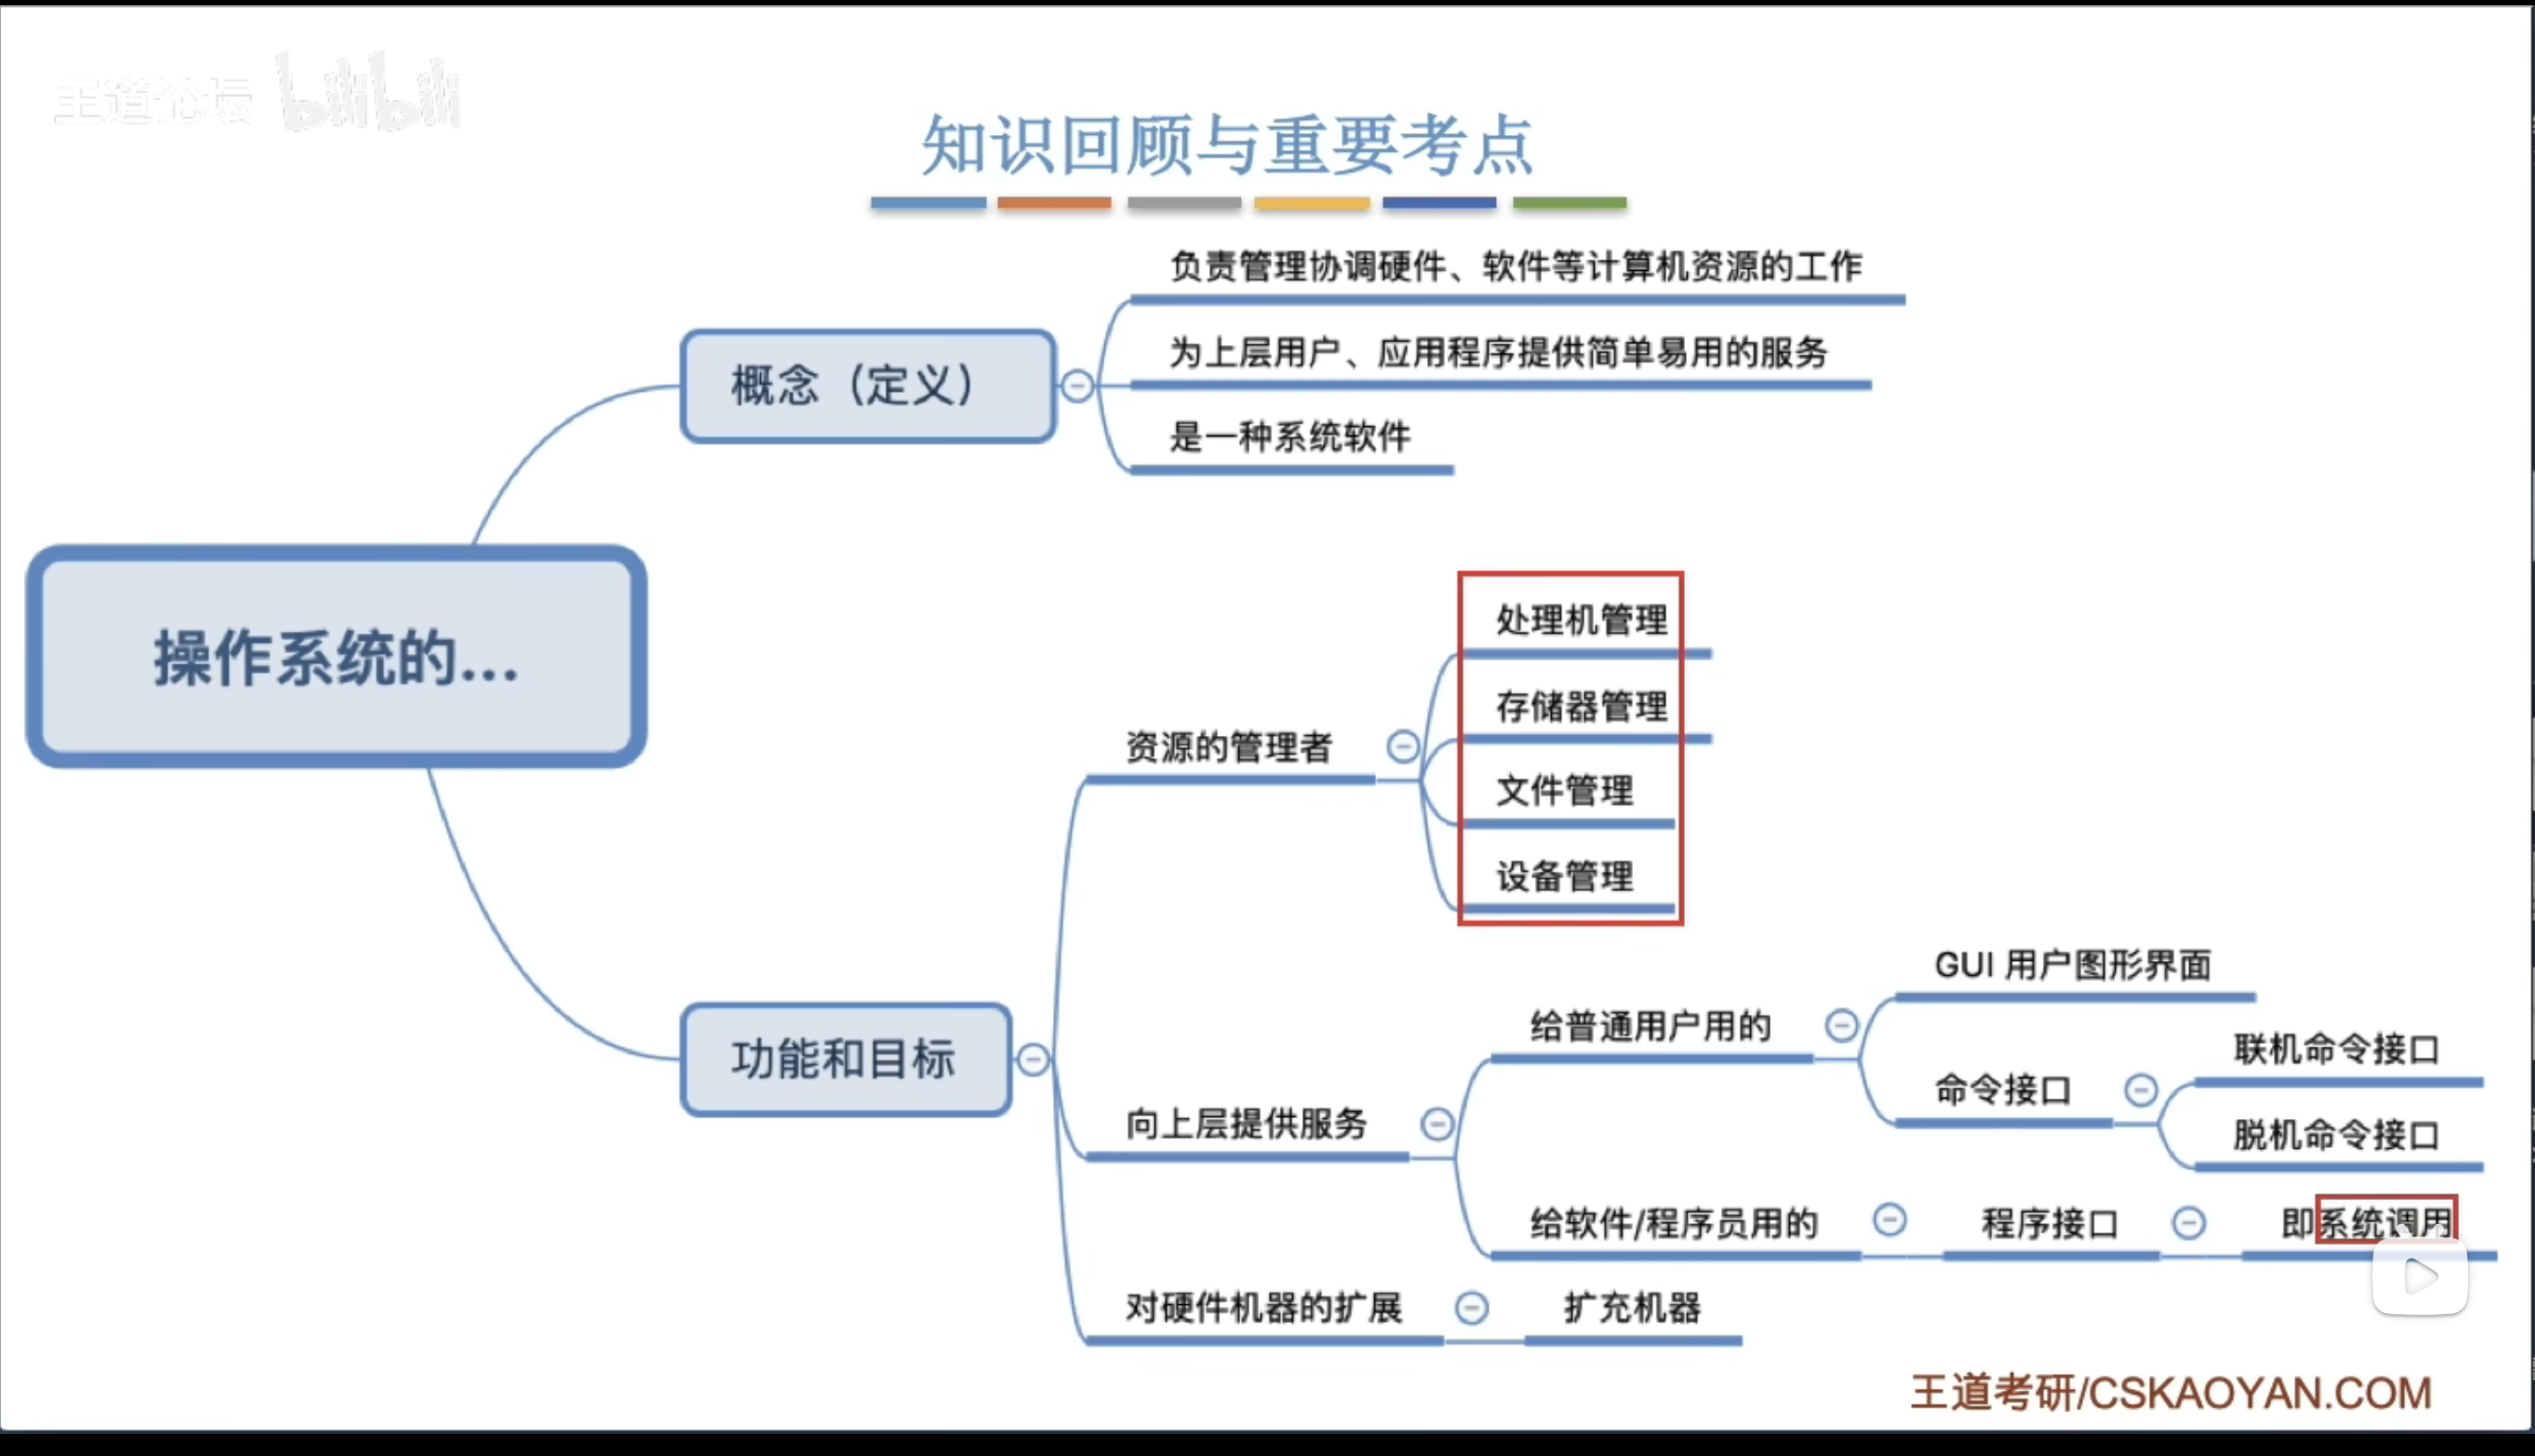 王道论坛 bilibili
知识回顾与重要考点
操作系统的...
概念（定义）
负责管理协调硬件、软件等计算机资源的工作
为上层用户、应用程序提供简单易用的服务
是一种系统软件
功能和目标
资源的管理者
处理机管理
存储器管理
文件管理
设备管理
向上层提供服务
给普通用户用的
GUI 用户图形界面
命令接口
联机命令接口
脱机命令接口
给软件/程序员用的
程序接口
即系统调用
对硬件机器的扩展
扩充机器
王道考研/CSKAOYAN.COM